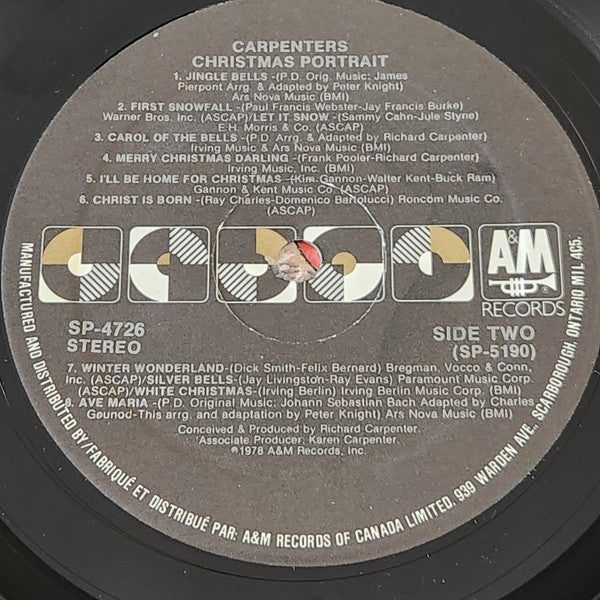 CARPENTERS
CHRISTMAS PORTRAIT
1. JINGLE BELLS -(P.D. Orig. Music: James
Pierpont Arrg. & Adapted by Peter Knight)
Ars Nova Music (BMI)
2. FIRST SNOWFALL -(Paul Francis Webster-Jay Francis Burke)
Warner Bros. Inc. (ASCAP)/LET IT SNOW -(Sammy Cahn-Jule Styne)
E.H. Morris & Co. (ASCAP)
3. CAROL OF THE BELLS -(P.D. Arrg. & Adapted by Richard Carpenter)
Irving Music & Ars Nova Music (BMI)
4. MERRY CHRISTMAS DARLING -(Frank Pooler-Richard Carpenter)
Irving Music, Inc. (BMI)
5. I'LL BE HOME FOR CHRISTMAS -(Kim Gannon-Walter Kent-Buck Ram)
Gannon & Kent Music Co. (ASCAP)
6. CHRIST IS BORN -(Ray Charles-Domenico Bartolucci) Roncom Music Co.
(ASCAP)
A&M
RECORDS
SP-4726
STEREO
SIDE TWO
(SP-5190)
7. WINTER WONDERLAND-(Dick Smith-Felix Bernard) Bregman, Vocco & Conn,
Inc. (ASCAP)/SILVER BELLS-(Jay Livingston-Ray Evans) Paramount Music Corp.
(ASCAP)/WHITE CHRISTMAS-(Irving Berlin) Irving Berlin Music Corp. (BMI)
8. AVE MARIA -(P.D. Original Music: Johann Sebastian Bach Adapted by Charles
Gounod-This arrg. and adaptation by Peter Knight) Ars Nova Music (BMI)
Conceived & Produced by Richard Carpenter.
Associate Producer: Karen Carpenter.
℗1978 A&M Records, Inc.
MANUFACTURED AND DISTRIBUTED BY/FABRIQUÉ ET DISTRIBUÉ PAR: A&M RECORDS OF CANADA LIMITED, 939 WARDEN AVE., SCARBOROUGH, ONTARIO M1L 4C5.